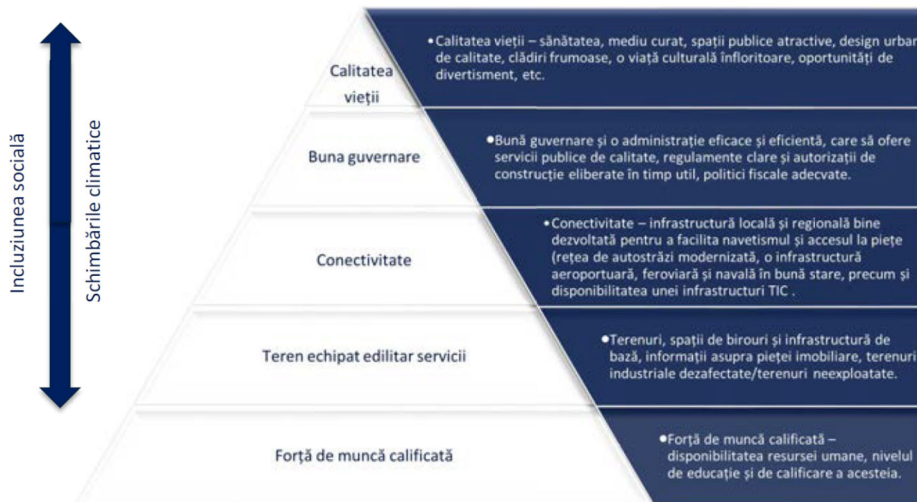 Incluziunea socială
Schimbările climatice
Calitatea
vieții
• Calitatea vieții – sănătatea, mediu curat, spații publice atractive, design urban
de calitate, clădiri frumoase, o viață culturală înfloritoare, oportunități de
divertisment, etc.
Buna guvernare
•Bună guvernare și o administrație eficace și eficientă, care să ofere
servicii publice de calitate, regulamente clare și autorizații de
construcție eliberate în timp util, politici fiscale adecvate.
Conectivitate
• Conectivitate – infrastructură locală și regională bine
dezvoltată pentru a facilita navetismul și accesul la piețe
(rețea de autostrăzi modernizată, o infrastructură
aeroportuară, feroviară și navală în bună stare, precum și
disponibilitatea unei infrastructuri TIC .
Teren echipat edilitar servicii
•Terenuri, spații de birouri și infrastructură de
bază, informații asupra pieței imobiliare, terenuri
industriale dezafectate/terenuri neexploatate.
Forță de muncă calificată
•Forță de muncă calificată –
disponibilitatea resursei umane, nivelul
de educație și de calificare a acesteia.